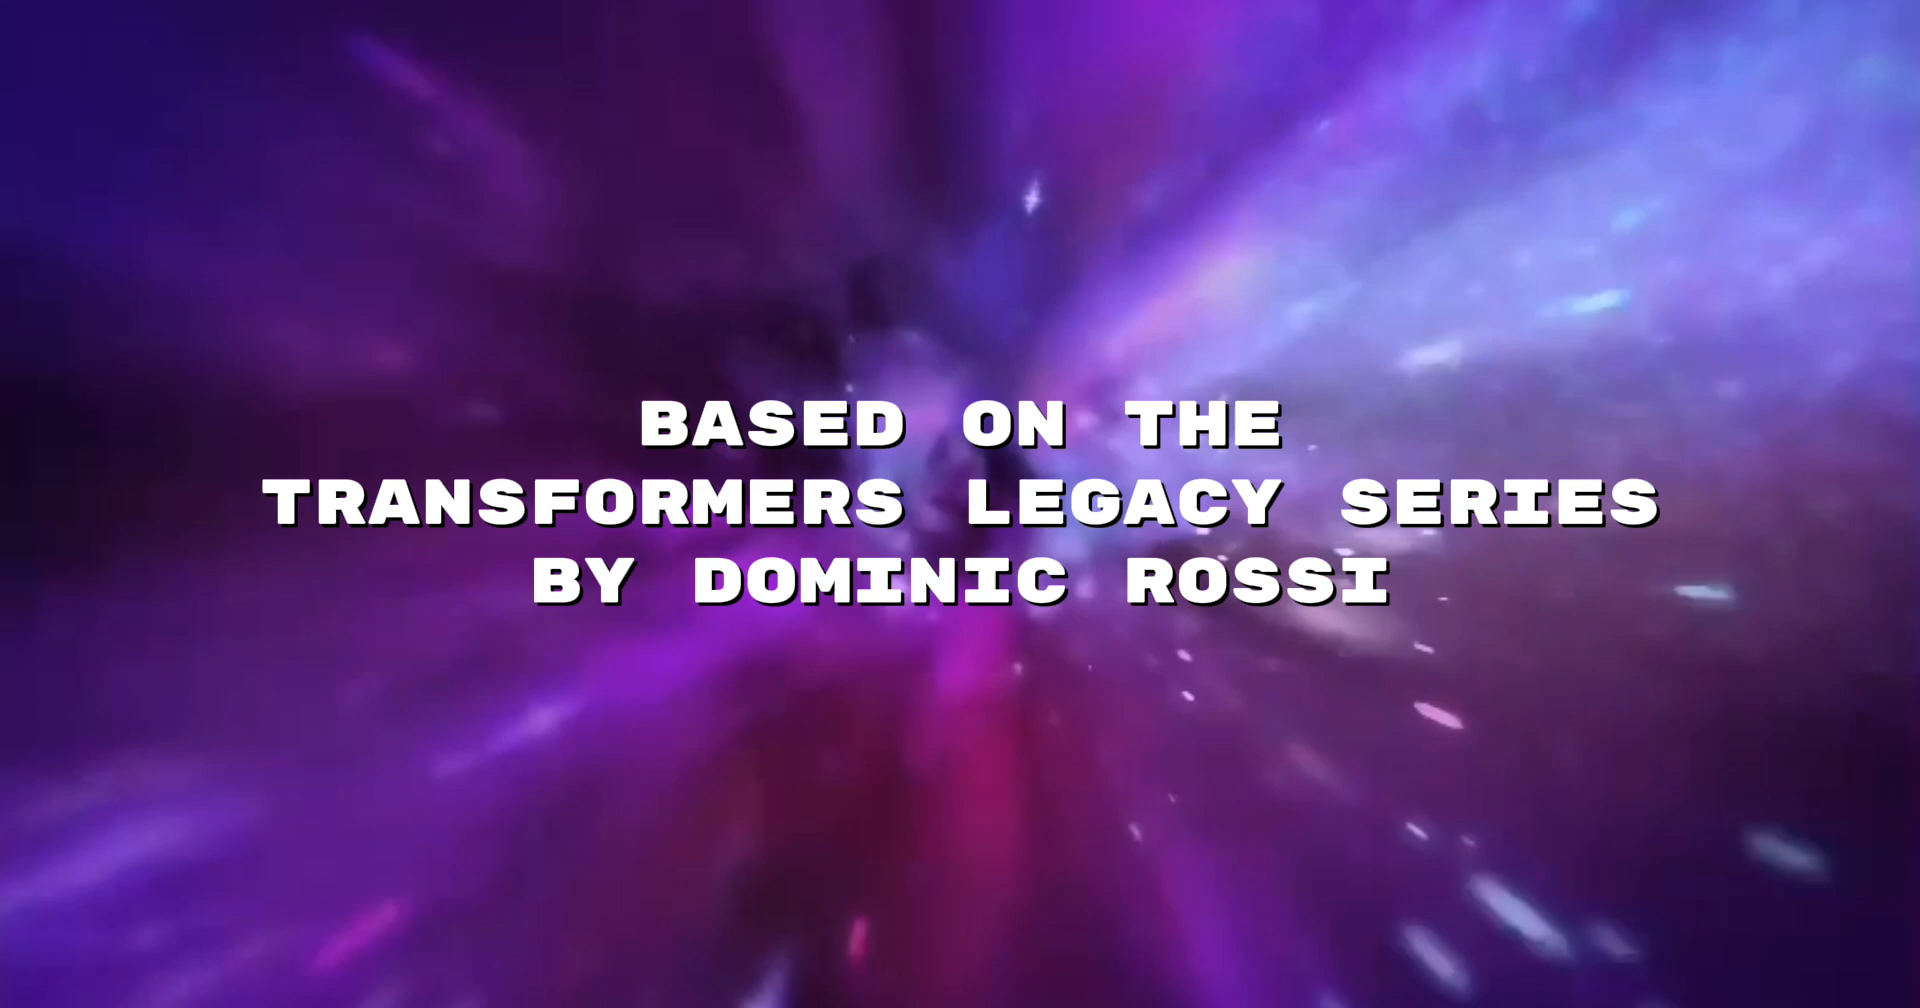 BASED ON THE
TRANSFORMERS LEGACY SERIES
BY DOMINIC ROSSI